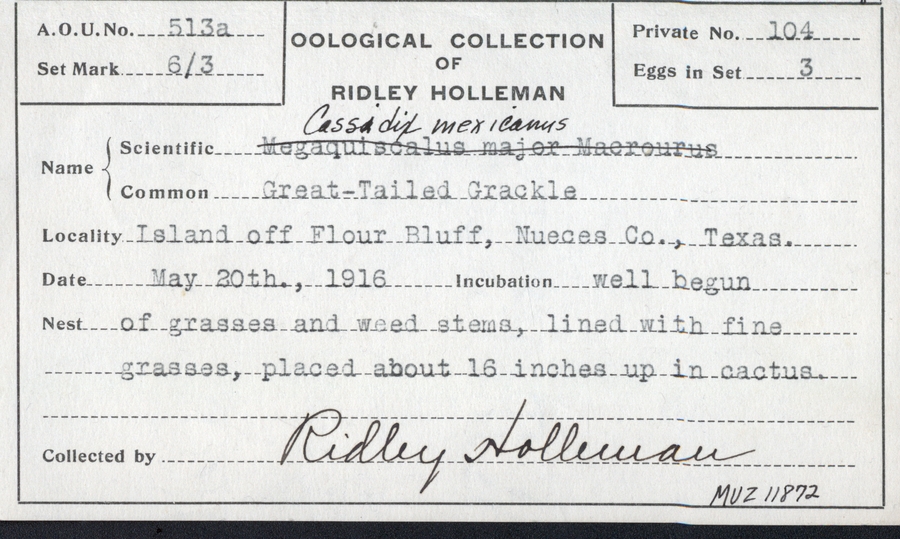 A.O.U. No. 513a
Set Mark 6/3
OOLOGICAL COLLECTION
OF
RIDLEY HOLLEMAN
Private No. 104
Eggs in Set 3
Cassidix mexicanus
Name
Scientific Megaquiscalus major Macrourus
Common Great-Tailed Grackle
Locality Island off Flour Bluff, Nueces Co., Texas.
Date May 20th., 1916 Incubation well begun
Nest of grasses and weed stems, lined with fine
grasses, placed about 16 inches up in cactus.
Collected by Ridley Holleman
MVZ 11872